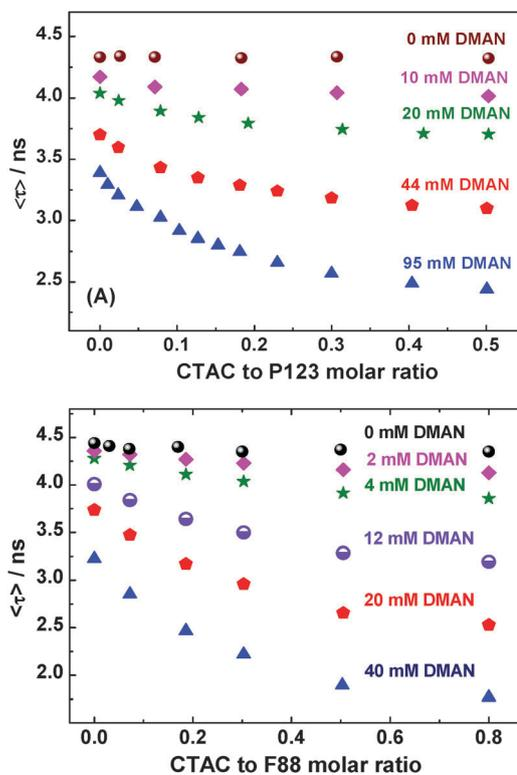 4.5
4.0
3.5
3.0
2.5
<τ> / ns
0 mM DMAN
10 mM DMAN
20 mM DMAN
44 mM DMAN
95 mM DMAN
(A)
0.0 0.1 0.2 0.3 0.4 0.5
CTAC to P123 molar ratio
4.5
4.0
3.5
3.0
2.5
2.0
<τ> / ns
0 mM DMAN
2 mM DMAN
4 mM DMAN
12 mM DMAN
20 mM DMAN
40 mM DMAN
0.0 0.2 0.4 0.6 0.8
CTAC to F88 molar ratio